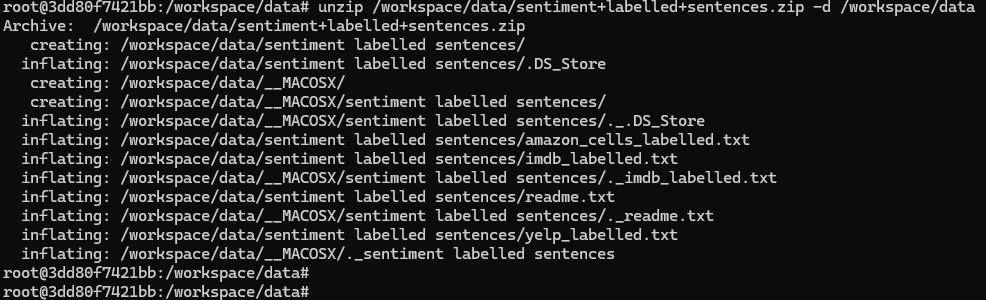 root@3dd80f7421bb:/workspace/data# unzip /workspace/data/sentiment+labelled+sentences.zip -d /workspace/data
Archive:  /workspace/data/sentiment+labelled+sentences.zip
   creating: /workspace/data/sentiment labelled sentences/
  inflating: /workspace/data/sentiment labelled sentences/.DS_Store
   creating: /workspace/data/__MACOSX/
   creating: /workspace/data/__MACOSX/sentiment labelled sentences/
  inflating: /workspace/data/__MACOSX/sentiment labelled sentences/._.DS_Store
  inflating: /workspace/data/sentiment labelled sentences/amazon_cells_labelled.txt
  inflating: /workspace/data/sentiment labelled sentences/imdb_labelled.txt
  inflating: /workspace/data/__MACOSX/sentiment labelled sentences/._imdb_labelled.txt
  inflating: /workspace/data/sentiment labelled sentences/readme.txt
  inflating: /workspace/data/__MACOSX/sentiment labelled sentences/._readme.txt
  inflating: /workspace/data/sentiment labelled sentences/yelp_labelled.txt
  inflating: /workspace/data/__MACOSX/._sentiment labelled sentences
root@3dd80f7421bb:/workspace/data#
root@3dd80f7421bb:/workspace/data#